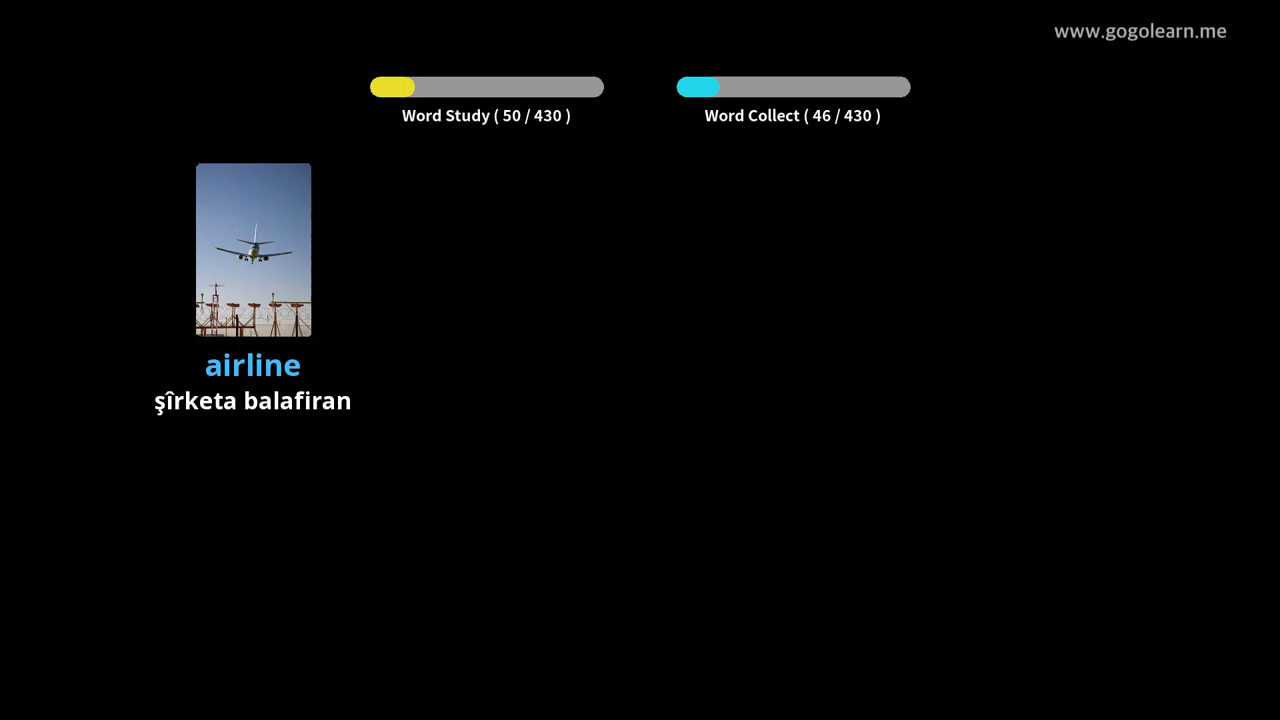 www.gogolearn.me
Word Study ( 50 / 430 )
Word Collect ( 46 / 430 )
airline
şîrketa balafiran